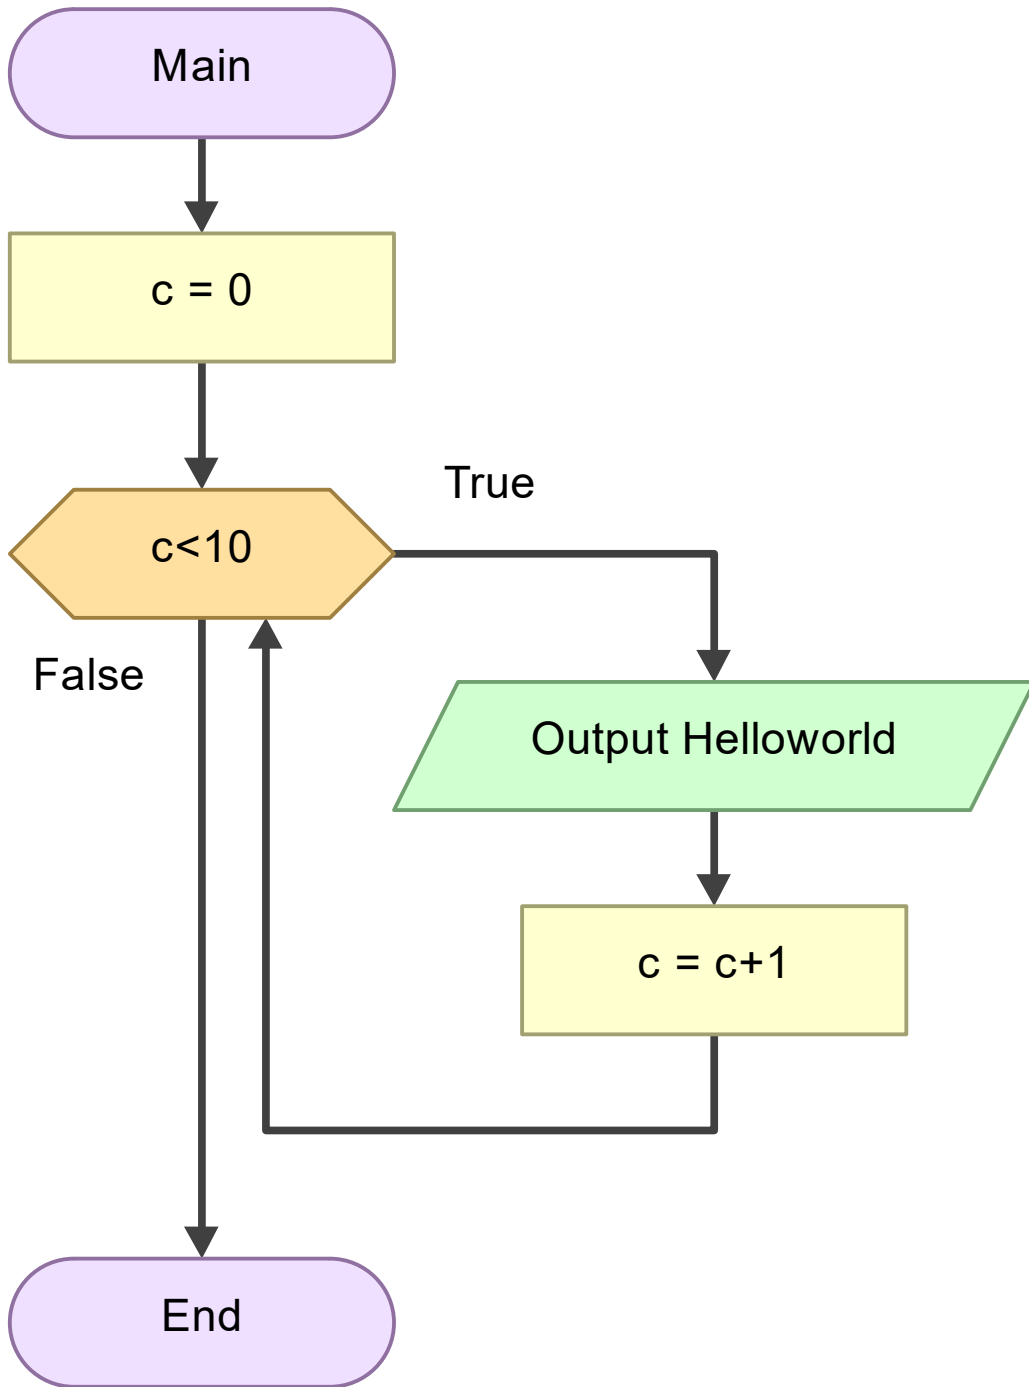 Main
c = 0
c<10
True
False
Output Helloworld
c = c+1
End